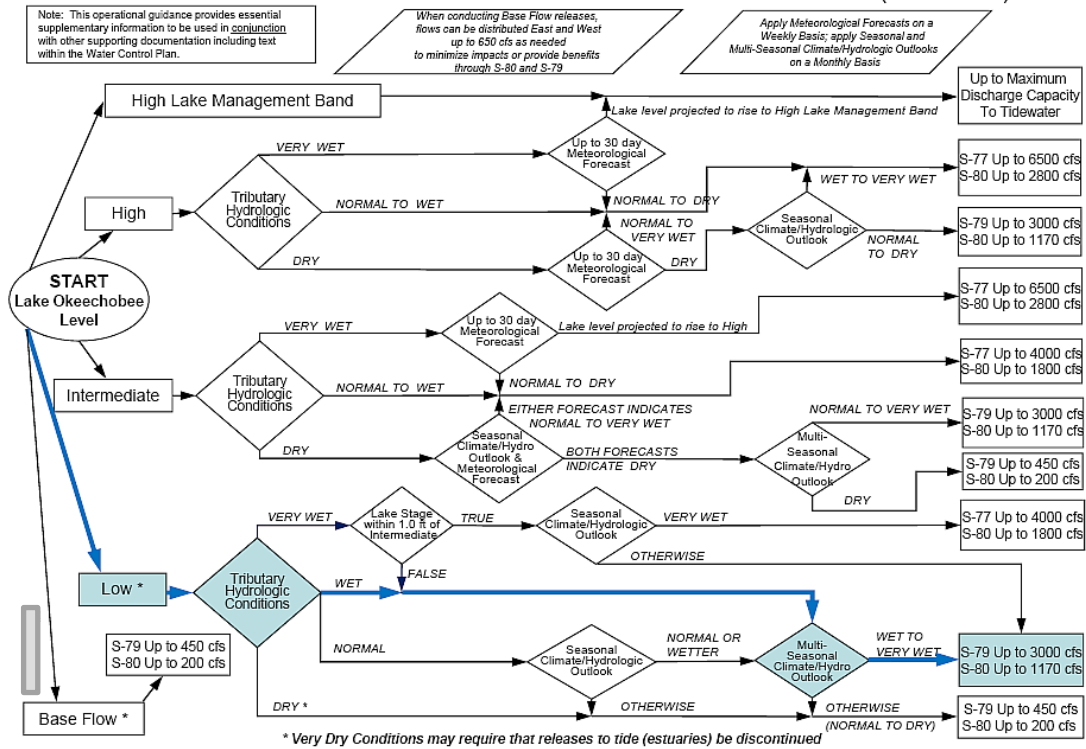 Note: This operational guidance provides essential
supplementary information to be used in conjunction
with other supporting documentation including text
within the Water Control Plan.
When conducting Base Flow releases,
flows can be distributed East and West
up to 650 cfs as needed
to minimize impacts or provide benefits
through S-80 and S-79
Apply Meteorological Forecasts on a
Weekly Basis; apply Seasonal and
Multi-Seasonal Climate/Hydrologic Outlooks
on a Monthly Basis
High Lake Management Band
Lake level projected to rise to High Lake Management Band
Up to Maximum
Discharge Capacity
To Tidewater
VERY WET
Up to 30 day
Meteorological
Forecast
High
Tributary
Hydrologic
Conditions
NORMAL TO WET
NORMAL TO DRY
WET TO VERY WET
S-77 Up to 6500 cfs
S-80 Up to 2800 cfs
NORMAL TO
VERY WET
DRY
Up to 30 day
Meteorological
Forecast
DRY
Seasonal
Climate/Hydrologic
Outlook
NORMAL
TO DRY
S-79 Up to 3000 cfs
S-80 Up to 1170 cfs
START
Lake Okeechobee
Level
VERY WET
Up to 30 day
Meteorological
Forecast
Lake level projected to rise to High
S-77 Up to 6500 cfs
S-80 Up to 2800 cfs
Intermediate
Tributary
Hydrologic
Conditions
NORMAL TO WET
NORMAL TO DRY
S-77 Up to 4000 cfs
S-80 Up to 1800 cfs
EITHER FORECAST INDICATES
NORMAL TO VERY WET
DRY
Seasonal
Climate/Hydro
Outlook &
Meteorological
Forecast
BOTH FORECASTS
INDICATE DRY
Multi-
Seasonal
Climate/Hydro
Outlook
NORMAL TO VERY WET
S-79 Up to 3000 cfs
S-80 Up to 1170 cfs
DRY
S-79 Up to 450 cfs
S-80 Up to 200 cfs
VERY WET
Lake Stage
within 1.0 ft of
Intermediate
TRUE
Seasonal
Climate/Hydrologic
Outlook
VERY WET
S-77 Up to 4000 cfs
S-80 Up to 1800 cfs
OTHERWISE
FALSE
Low *
Tributary
Hydrologic
Conditions
WET
NORMAL
Seasonal
Climate/Hydrologic
Outlook
NORMAL OR
WETTER
Multi-
Seasonal
Climate/Hydro
Outlook
WET TO
VERY WET
S-79 Up to 3000 cfs
S-80 Up to 1170 cfs
S-79 Up to 450 cfs
S-80 Up to 200 cfs
Base Flow *
DRY *
OTHERWISE
OTHERWISE
(NORMAL TO DRY)
S-79 Up to 450 cfs
S-80 Up to 200 cfs
* Very Dry Conditions may require that releases to tide (estuaries) be discontinued